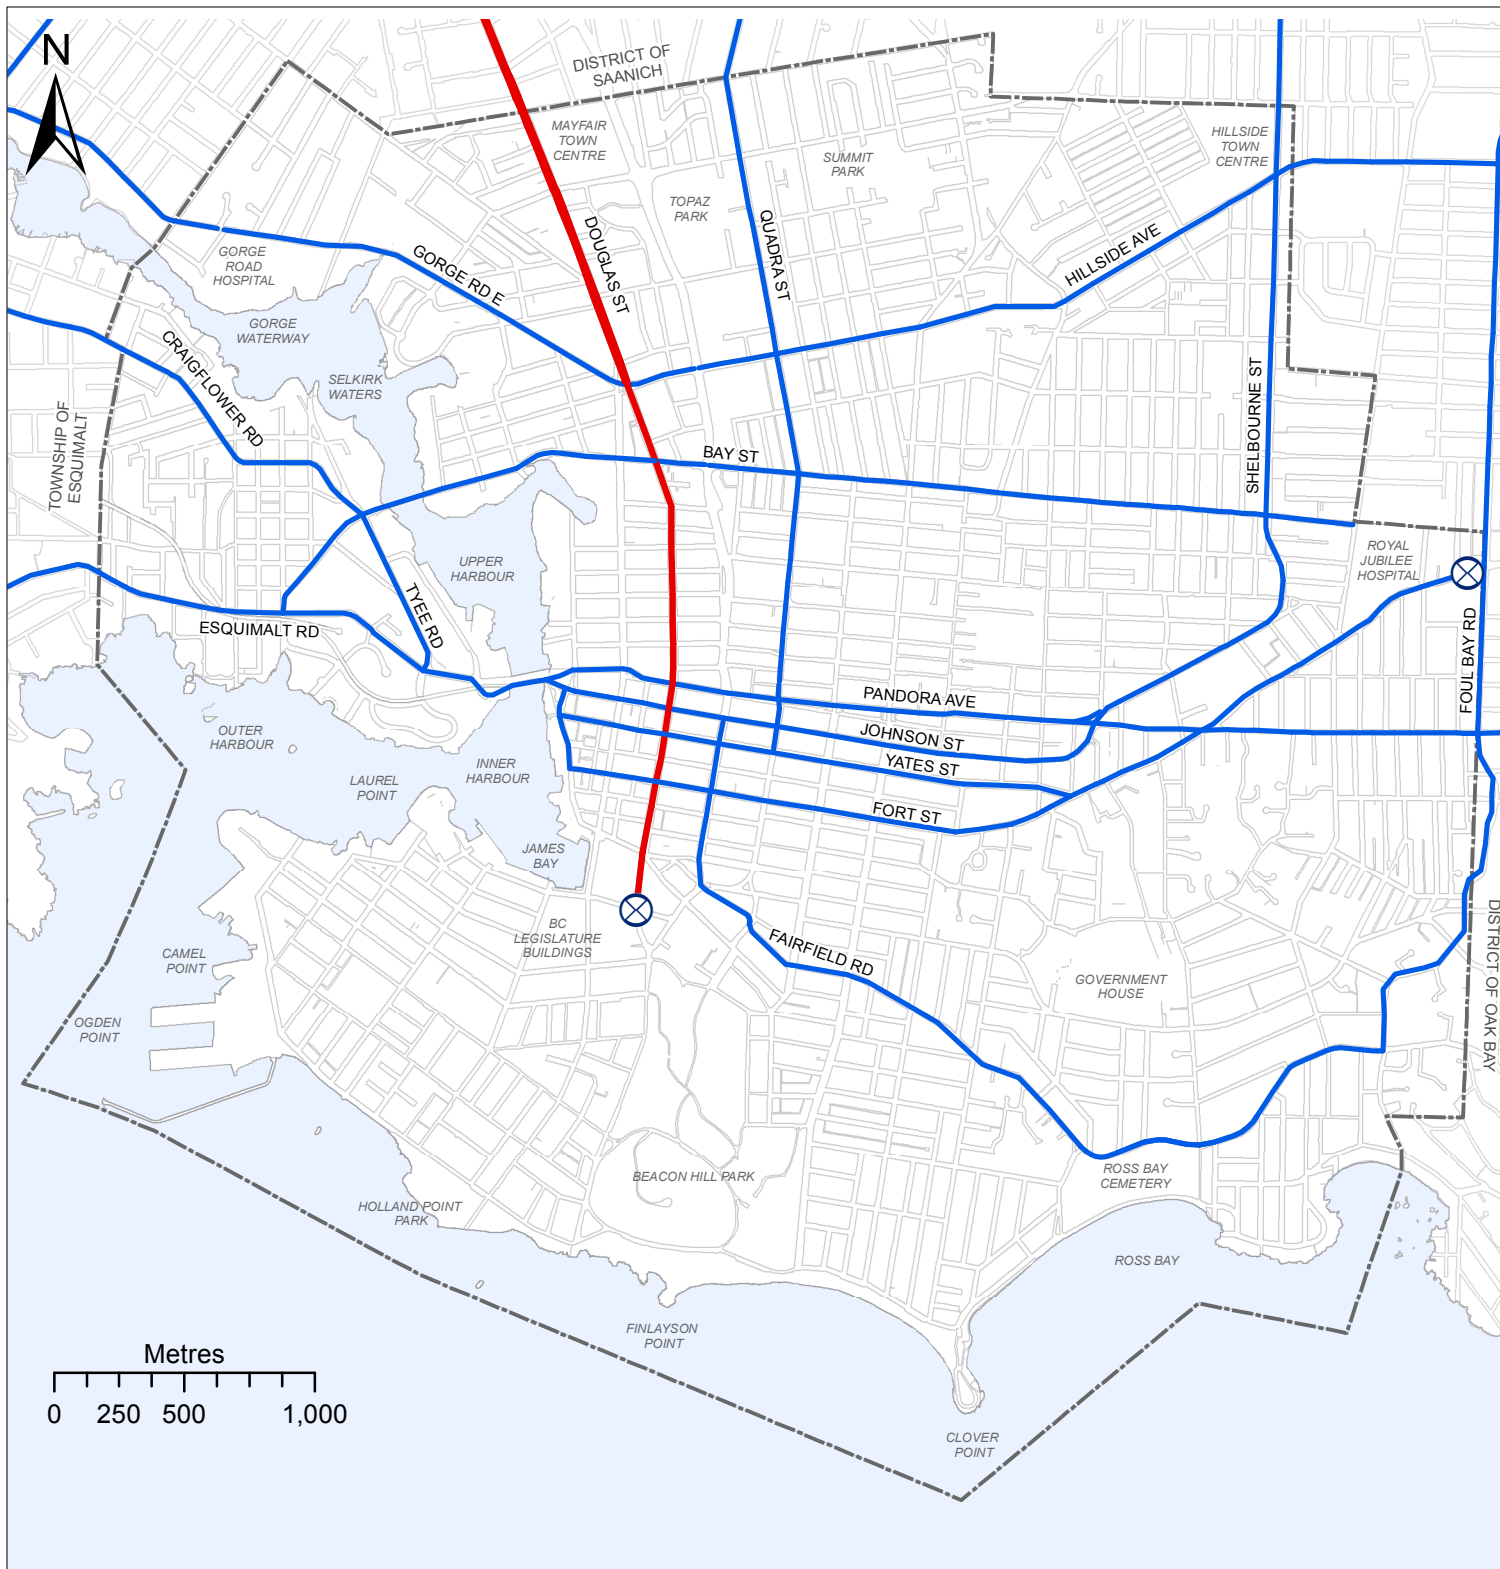 N
DISTRICT OF
SAANICH
MAYFAIR
TOWN
CENTRE
HILLSIDE
TOWN
CENTRE
SUMMIT
PARK
TOPAZ
PARK
QUADRA ST
DOUGLAS ST
GORGE RD E
HILLSIDE AVE
GORGE
ROAD
HOSPITAL
GORGE
WATERWAY
CRAIGFLOWER RD
SELKIRK
WATERS
TOWNSHIP OF
ESQUIMALT
SHELBOURNE ST
BAY ST
UPPER
HARBOUR
ROYAL
JUBILEE
HOSPITAL
TYEE RD
ESQUIMALT RD
FOUL BAY RD
PANDORA AVE
JOHNSON ST
YATES ST
FORT ST
OUTER
HARBOUR
INNER
HARBOUR
LAUREL
POINT
JAMES
BAY
BC
LEGISLATURE
BUILDINGS
FAIRFIELD RD
CAMEL
POINT
GOVERNMENT
HOUSE
DISTRICT OF OAK BAY
OGDEN
POINT
BEACON HILL PARK
ROSS BAY
CEMETERY
HOLLAND POINT
PARK
ROSS BAY
FINLAYSON
POINT
CLOVER
POINT
Metres
0 250 500 1,000